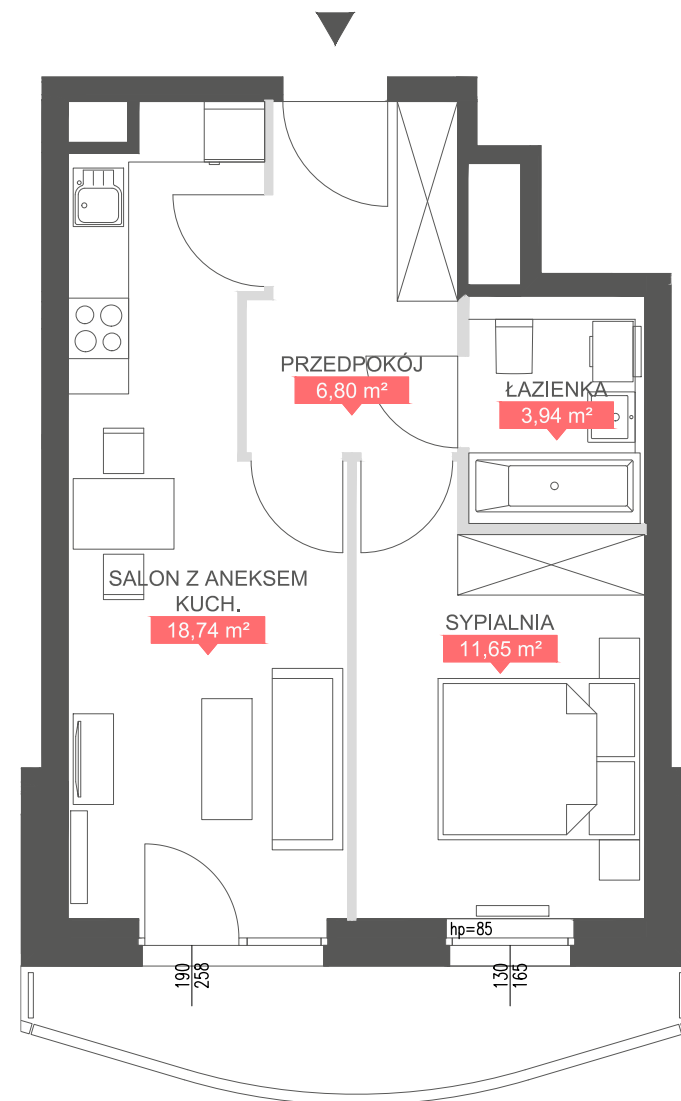 PRZEDPOKÓJ
6,80 m²
ŁAZIENKA
3,94 m²
SALON Z ANEKSEM
KUCH.
18,74 m²
SYPIALNIA
11,65 m²
hp=85
190
258
130
165